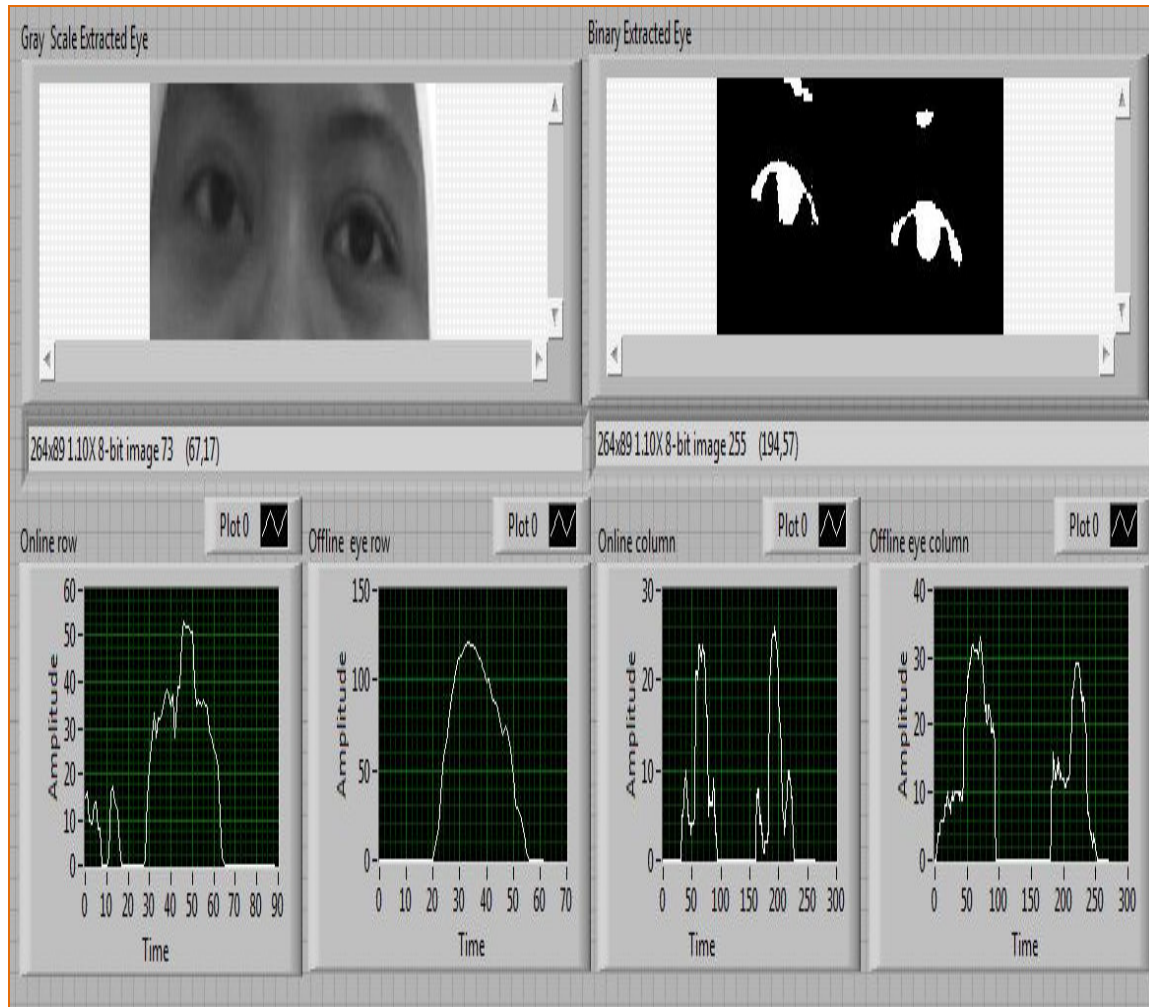 Gray Scale Extracted Eye
Binary Extracted Eye
264x89 1.10X 8-bit image 73 (67,17)
264x89 1.10X 8-bit image 255 (194,57)
Online row
Plot 0
Amplitude
60
50
40
30
20
10
0
0 10 20 30 40 50 60 70 80 90
Time
Offline eye row
Plot 0
Amplitude
150
100
50
0
0 10 20 30 40 50 60 70
Time
Online column
Plot 0
Amplitude
30
20
10
0
0 50 100 150 200 250 300
Time
Offline eye column
Plot 0
Amplitude
40
30
20
10
0
0 50 100 150 200 250 300
Time